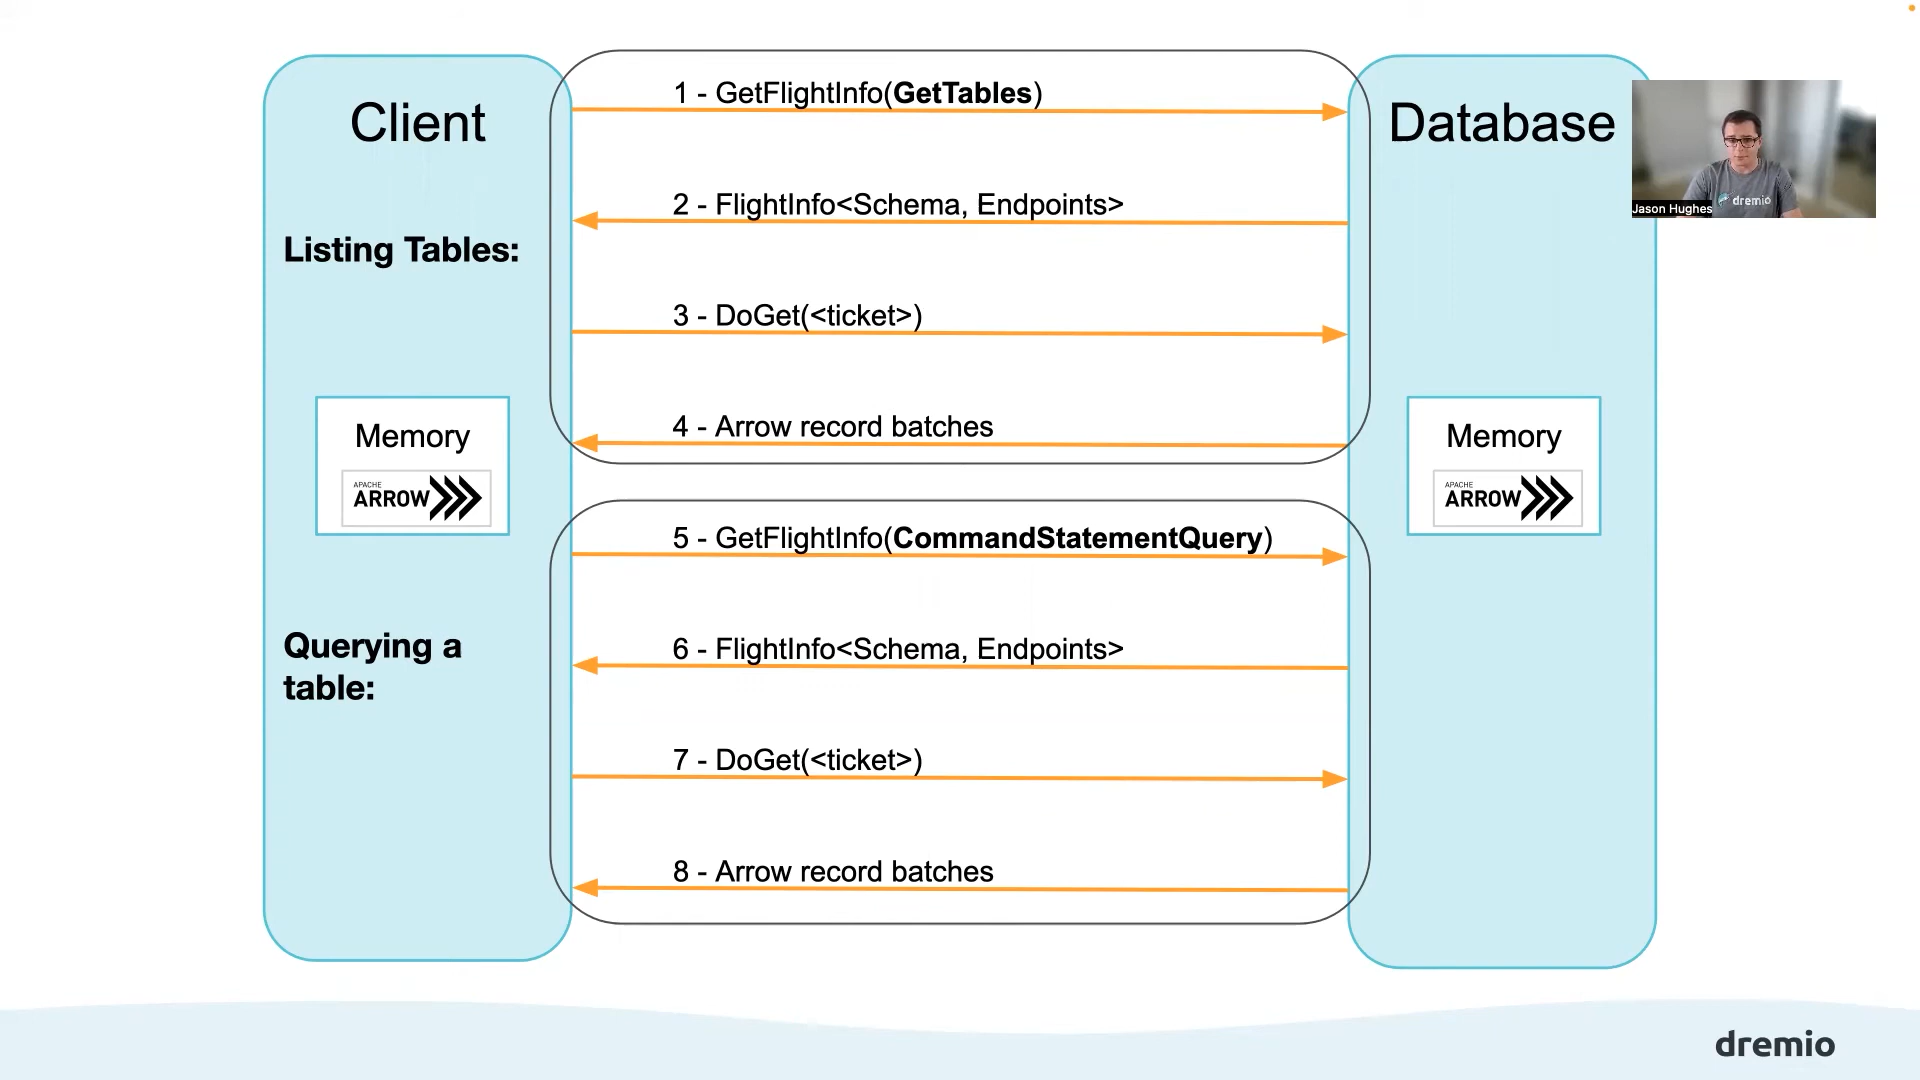 Client
Database
1 - GetFlightInfo(GetTables)
2 - FlightInfo<Schema, Endpoints>
Listing Tables:
3 - DoGet(<ticket>)
4 - Arrow record batches
Memory
APACHE
ARROW
Memory
APACHE
ARROW
5 - GetFlightInfo(CommandStatementQuery)
6 - FlightInfo<Schema, Endpoints>
Querying a
table:
7 - DoGet(<ticket>)
8 - Arrow record batches
dremio
Jason Hughes
dremio